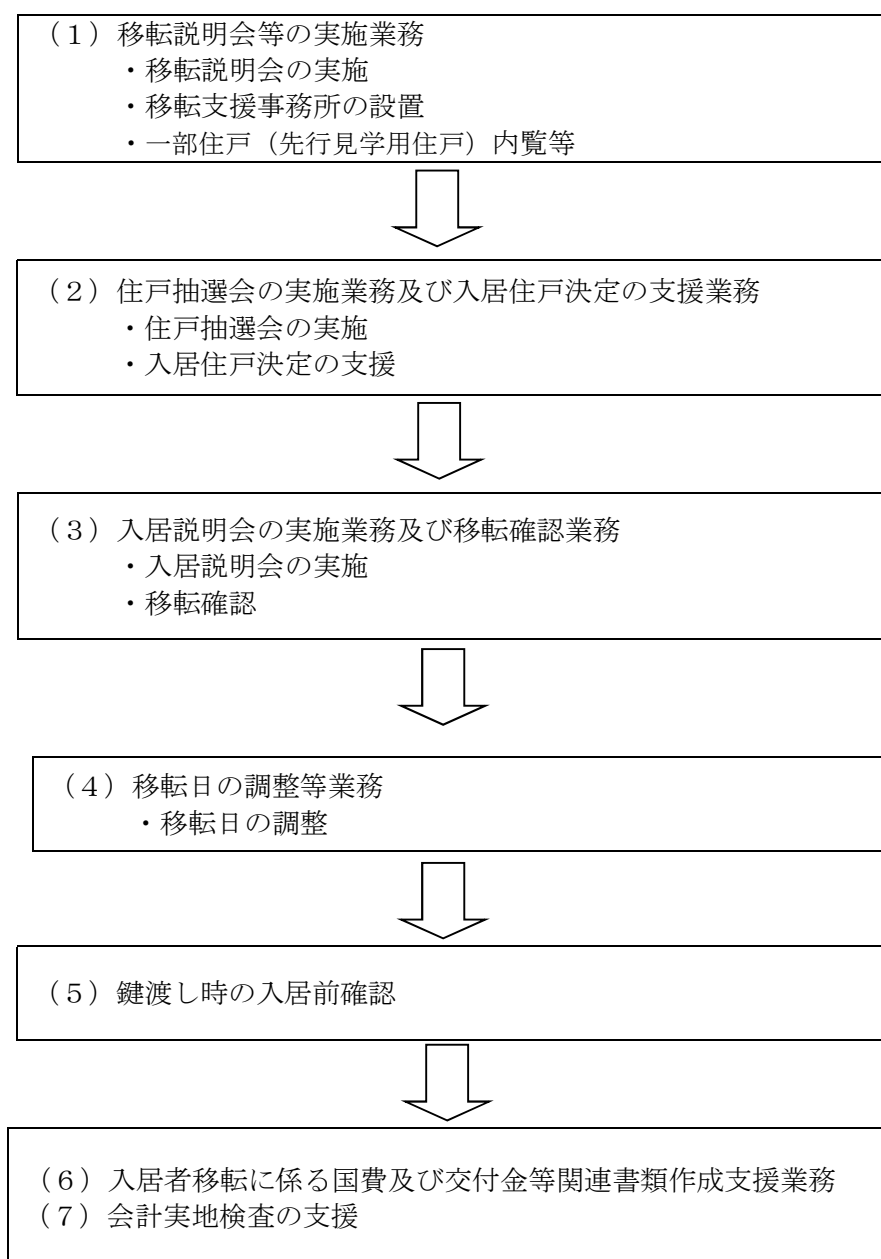 （１）移転説明会等の実施業務
・移転説明会の実施
・移転支援事務所の設置
・一部住戸（先行見学用住戸）内覧等
（２）住戸抽選会の実施業務及び入居住戸決定の支援業務
・住戸抽選会の実施
・入居住戸決定の支援
（３）入居説明会の実施業務及び移転確認業務
・入居説明会の実施
・移転確認
（４）移転日の調整等業務
・移転日の調整
（５）鍵渡し時の入居前確認
（６）入居者移転に係る国費及び交付金等関連書類作成支援業務
（７）会計実地検査の支援